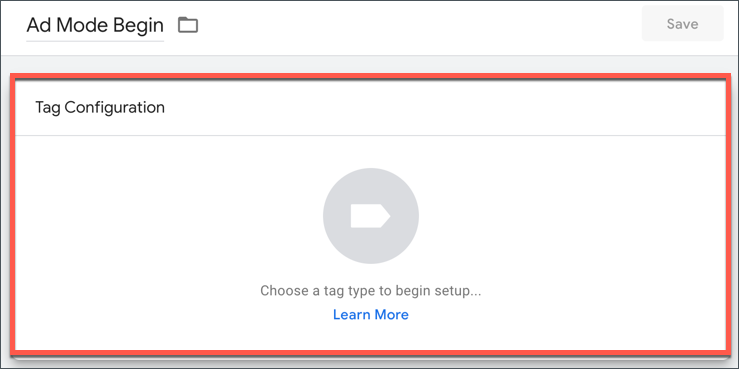 Ad Mode Begin
Save
Tag Configuration
Choose a tag type to begin setup...
Learn More